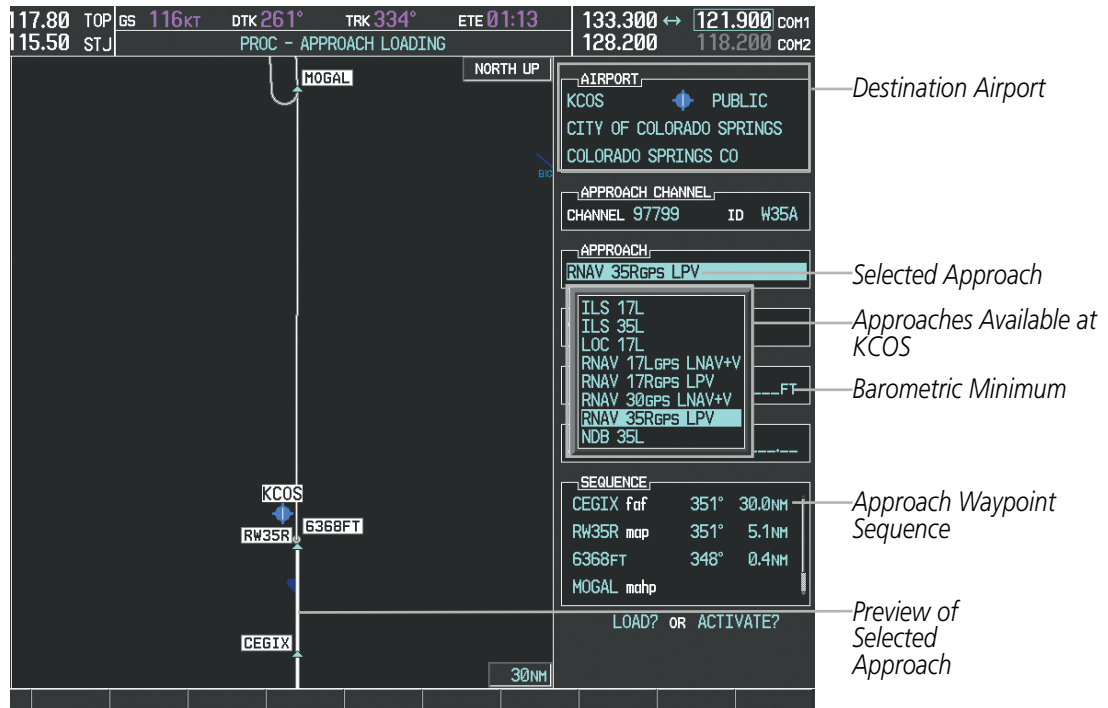 117.80 TOP GS 116KT DTK 261° TRK 334° ETE 01:13 133.300 ↔ 121.900 COM1
115.50 STJ PROC – APPROACH LOADING 128.200 118.200 COM2
MOGAL
NORTH UP
BIC
KCOS
6368FT
RW35R
CEGIX
30NM
AIRPORT
KCOS PUBLIC
CITY OF COLORADO SPRINGS
COLORADO SPRINGS CO
APPROACH CHANNEL
CHANNEL 97799 ID W35A
APPROACH
RNAV 35RGPS LPV
ILS 17L
ILS 35L
LOC 17L
RNAV 17LGPS LNAV+V
RNAV 17RGPS LPV
RNAV 30GPS LNAV+V
RNAV 35RGPS LPV
NDB 35L
___FT
___.__
SEQUENCE
CEGIX faf 351° 30.0NM
RW35R map 351° 5.1NM
6368FT 348° 0.4NM
MOGAL mahp
LOAD? OR ACTIVATE?
Destination Airport
Selected Approach
Approaches Available at
KCOS
Barometric Minimum
Approach Waypoint
Sequence
Preview of
Selected
Approach